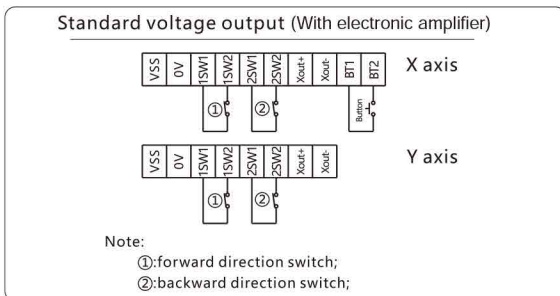 Standard voltage output (With electronic amplifier)
VSS 0V 1SW1 1SW2 2SW1 2SW2 Xout+ Xout- BT1 BT2 X axis
① ② Button
VSS 0V 1SW1 1SW2 2SW1 2SW2 Xout+ Xout- Y axis
① ②
Note:
①:forward direction switch;
②:backward direction switch;